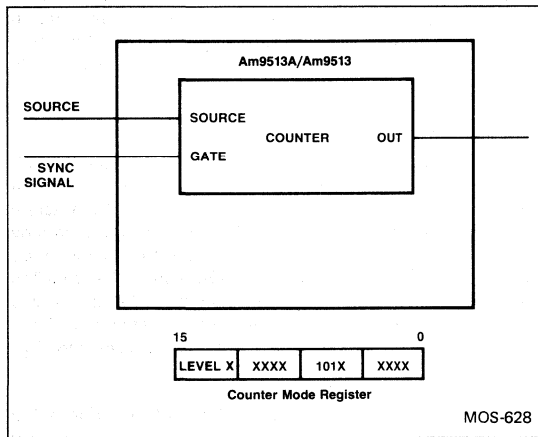 Am9513A/Am9513
SOURCE
SOURCE
COUNTER
OUT
GATE
SYNC
SIGNAL
15
0
LEVEL X XXXX 101X XXXX
Counter Mode Register
MOS-628